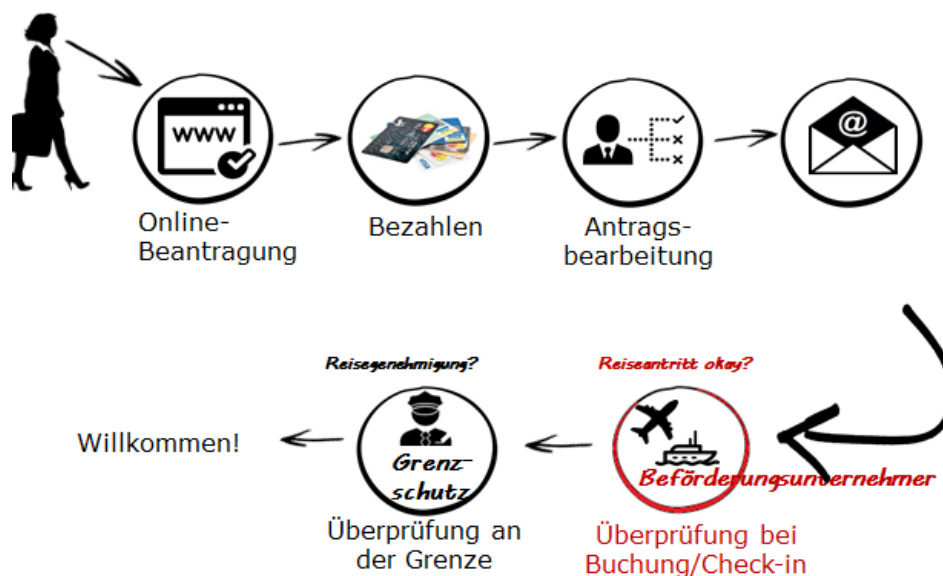 www
@
Online-
Beantragung
Bezahlen
Antrags-
bearbeitung
Reisegenehmigung?
Reiseantritt okay?
Willkommen!
Grenz-
schutz
Beförderungsunternehmer
Überprüfung an
der Grenze
Überprüfung bei
Buchung/Check-in